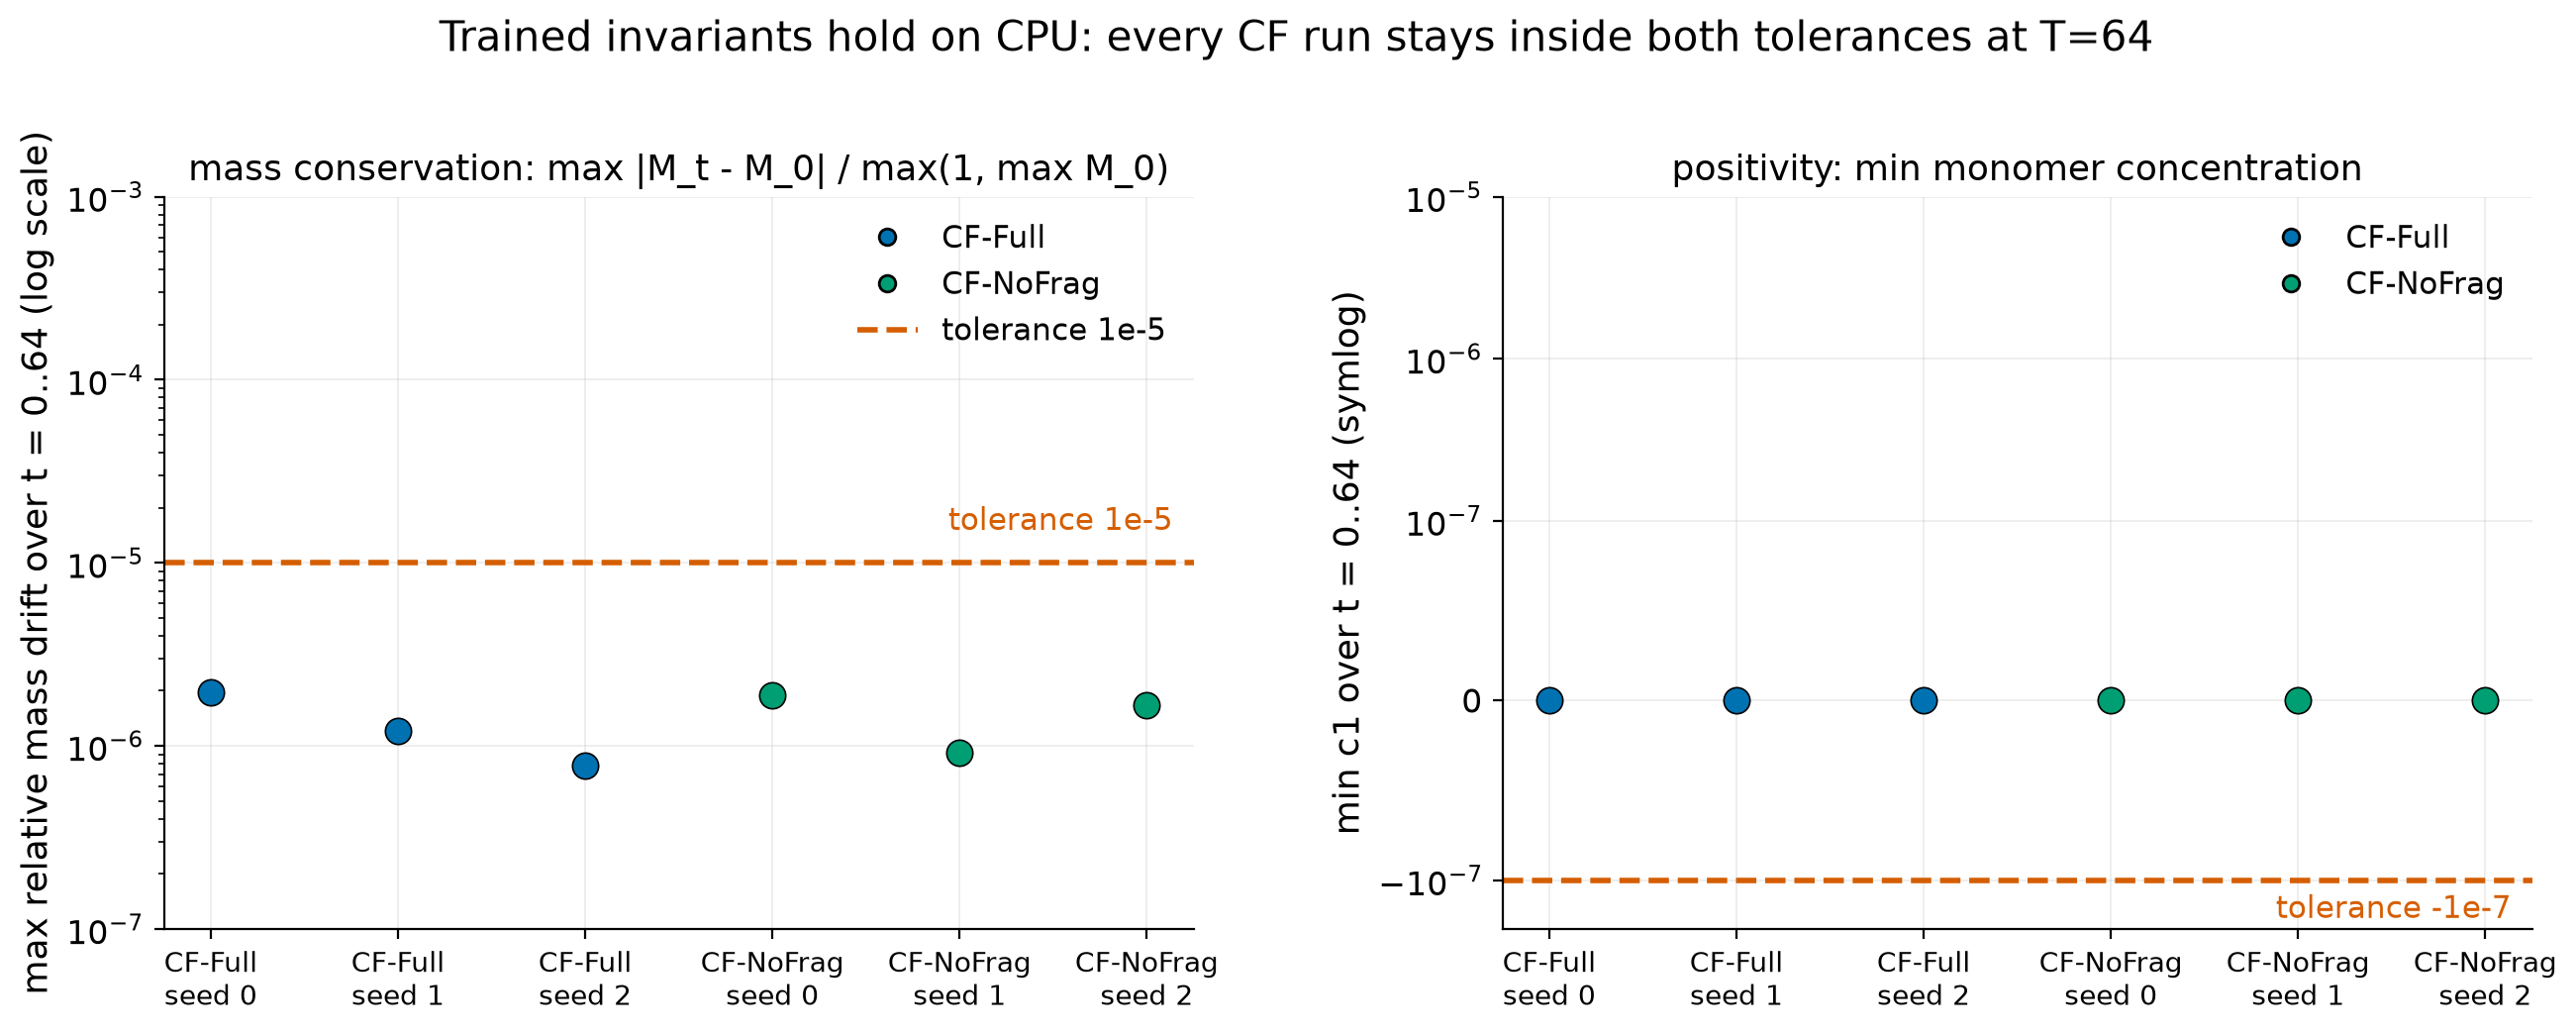 Trained invariants hold on CPU: every CF run stays inside both tolerances at T=64
mass conservation: max |M_t - M_0| / max(1, max M_0)
max relative mass drift over t = 0..64 (log scale)
10⁻³
10⁻⁴
10⁻⁵
10⁻⁶
10⁻⁷
CF-Full
CF-NoFrag
tolerance 1e-5
tolerance 1e-5
CF-Full
seed 0
CF-Full
seed 1
CF-Full
seed 2
CF-NoFrag
seed 0
CF-NoFrag
seed 1
CF-NoFrag
seed 2
positivity: min monomer concentration
min c1 over t = 0..64 (symlog)
10⁻⁵
10⁻⁶
10⁻⁷
0
−10⁻⁷
CF-Full
CF-NoFrag
tolerance -1e-7
CF-Full
seed 0
CF-Full
seed 1
CF-Full
seed 2
CF-NoFrag
seed 0
CF-NoFrag
seed 1
CF-NoFrag
seed 2